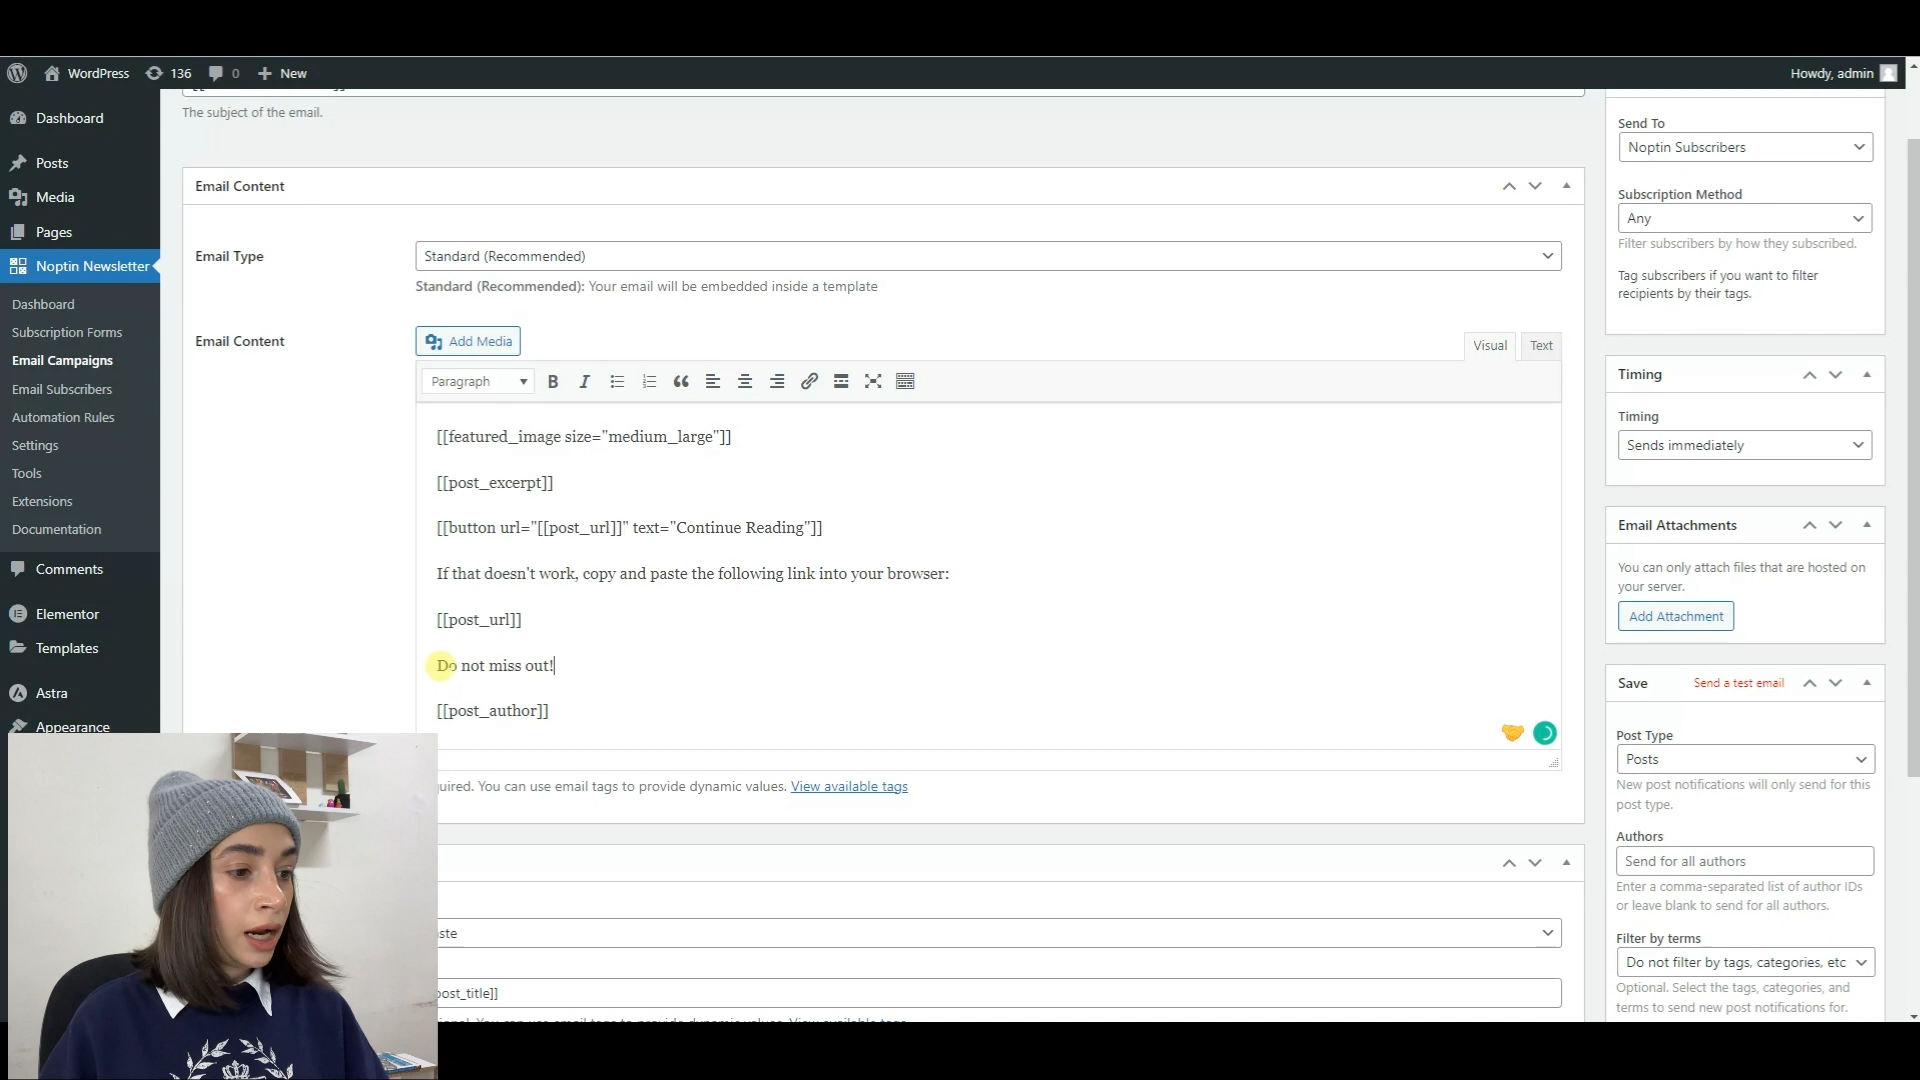 WordPress 136 0 New Howdy, admin
Dashboard
Posts
Media
Pages
Noptin Newsletter
Dashboard
Subscription Forms
Email Campaigns
Email Subscribers
Automation Rules
Settings
Tools
Extensions
Documentation
Comments
Elementor
Templates
Astra
Appearance
The subject of the email.
Email Content
Email Type
Standard (Recommended)
Standard (Recommended): Your email will be embedded inside a template
Email Content
Add Media
Visual Text
Paragraph
[[featured_image size="medium_large"]]
[[post_excerpt]]
[[button url="[[post_url]]" text="Continue Reading"]]
If that doesn't work, copy and paste the following link into your browser:
[[post_url]]
Do not miss out!
[[post_author]]
uired. You can use email tags to provide dynamic values. View available tags
ste
post_title]]
Send To
Noptin Subscribers
Subscription Method
Any
Filter subscribers by how they subscribed.
Tag subscribers if you want to filter
recipients by their tags.
Timing
Timing
Sends immediately
Email Attachments
You can only attach files that are hosted on
your server.
Add Attachment
Save Send a test email
Post Type
Posts
New post notifications will only send for this
post type.
Authors
Send for all authors
Enter a comma-separated list of author IDs
or leave blank to send for all authors.
Filter by terms
Do not filter by tags, categories, etc
Optional. Select the tags, categories, and
terms to send new post notifications for.